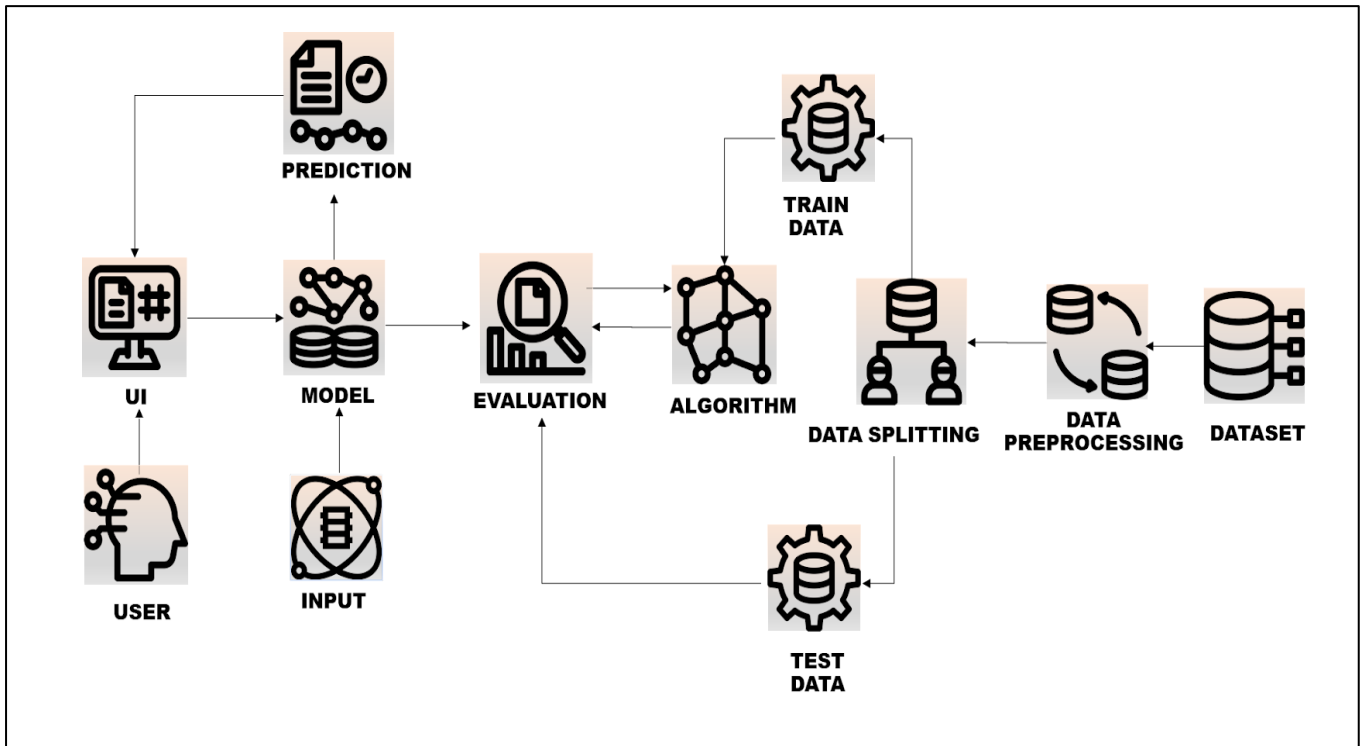 PREDICTION
TRAIN
DATA
UI
MODEL
EVALUATION
ALGORITHM
DATA SPLITTING
DATA
PREPROCESSING
DATASET
USER
INPUT
TEST
DATA